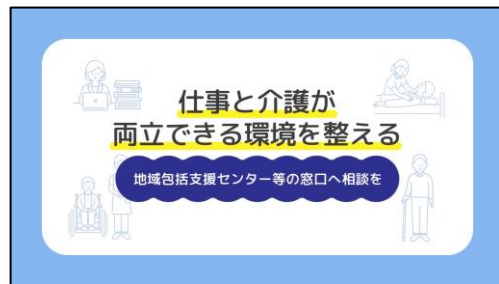 仕事と介護が
両立できる環境を整える
地域包括支援センター等の窓口へ相談を